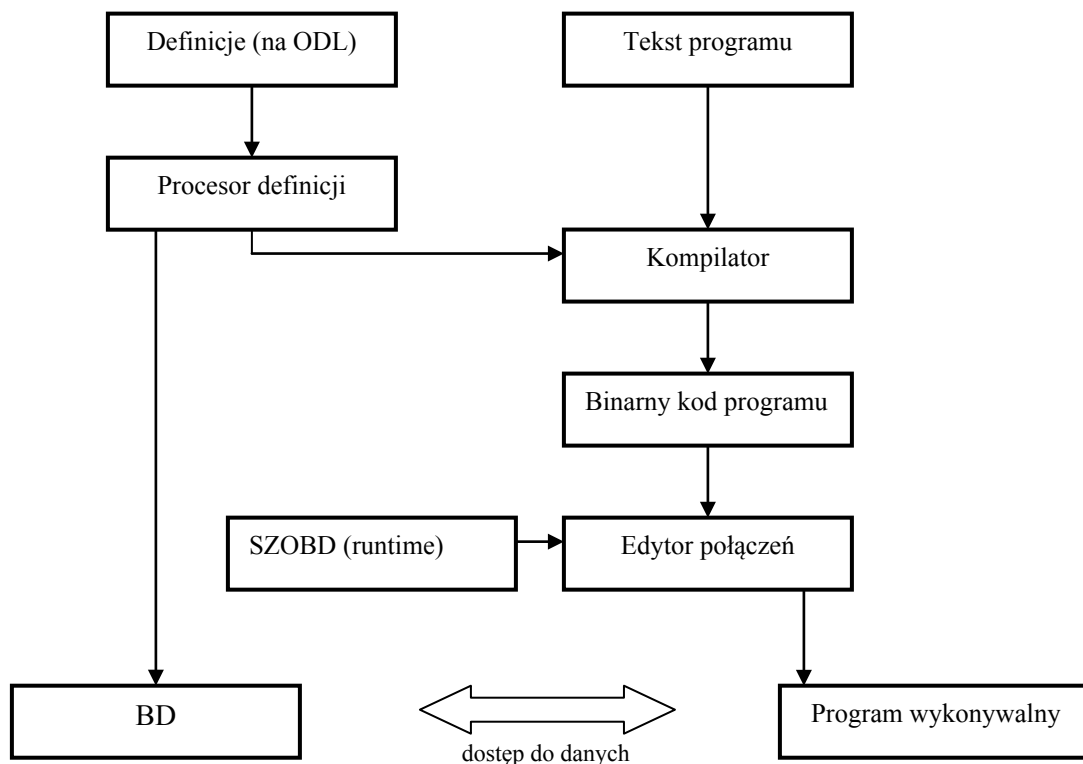 Definicje (na ODL)
Tekst programu
Procesor definicji
Kompilator
Binarny kod programu
SZOBD (runtime)
Edytor połączeń
BD
Program wykonywalny
dostęp do danych